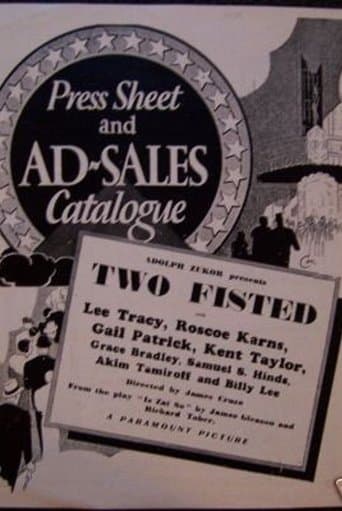 Press Sheet
and
AD-SALES
Catalogue
ADOLPH ZUKOR presents
TWO FISTED
with
Lee Tracy, Roscoe Karns,
Gail Patrick, Kent Taylor,
Grace Bradley, Samuel S. Hinds,
Akim Tamiroff and Billy Lee
Directed by James Cruze
From the play "Is Zat So" by James Gleason and
Richard Taber.
A PARAMOUNT PICTURE